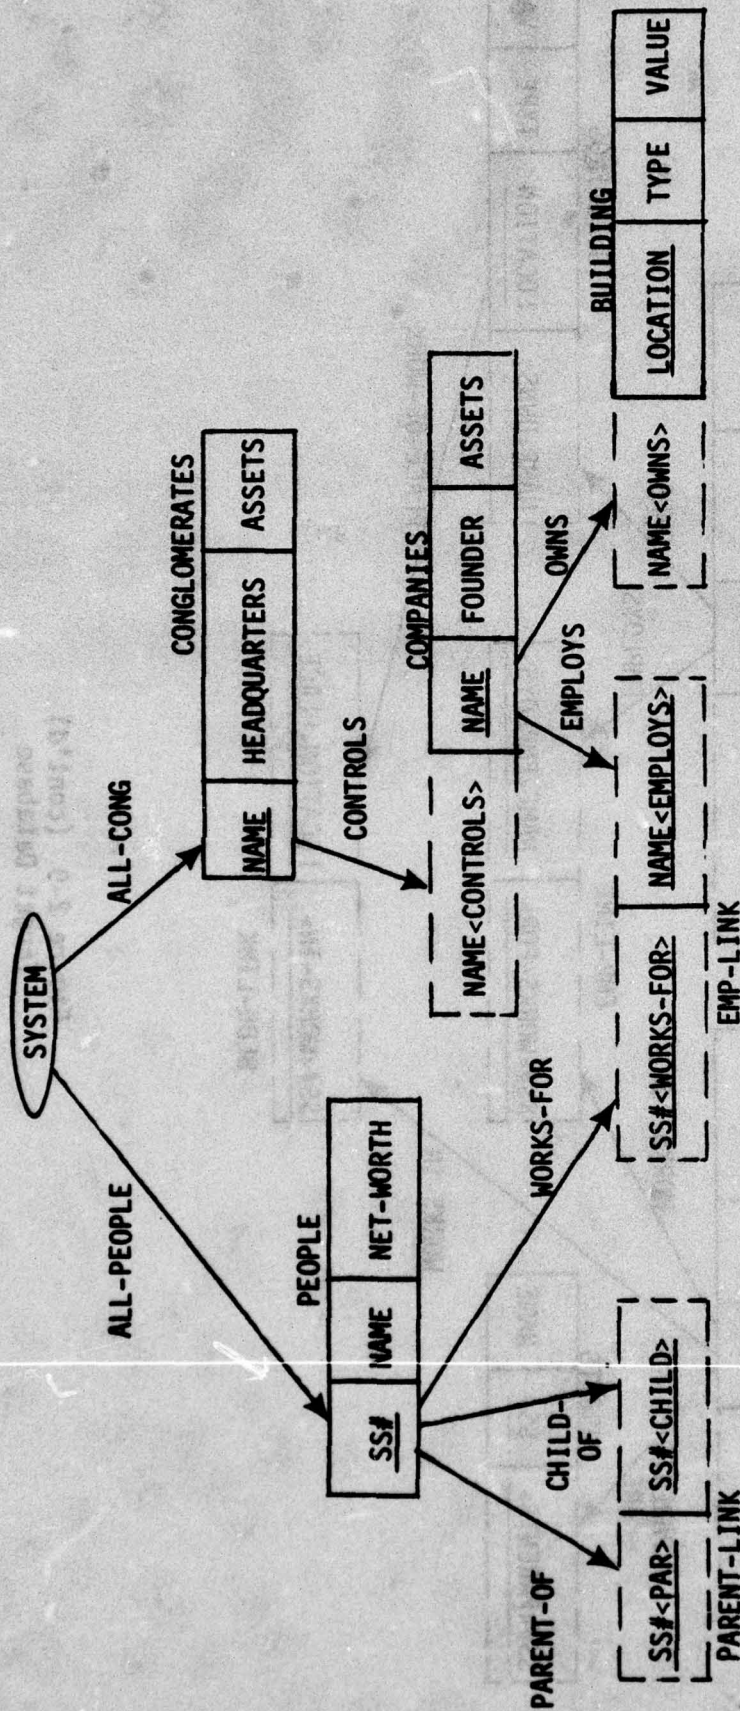 SYSTEM
ALL-PEOPLE
ALL-CONG
CONGLOMERATES
NAME HEADQUARTERS ASSETS
PEOPLE
SS# NAME NET-WORTH
CONTROLS
COMPANIES
NAME<CONTROLS> NAME FOUNDER ASSETS
PARENT-OF
CHILD-
OF
WORKS-FOR
EMPLOYS
OWNS
BUILDING
SS#<PAR> SS#<CHILD>
SS#<WORKS-FOR> NAME<EMPLOYS>
NAME<OWNS> LOCATION TYPE VALUE
PARENT-LINK
EMP-LINK